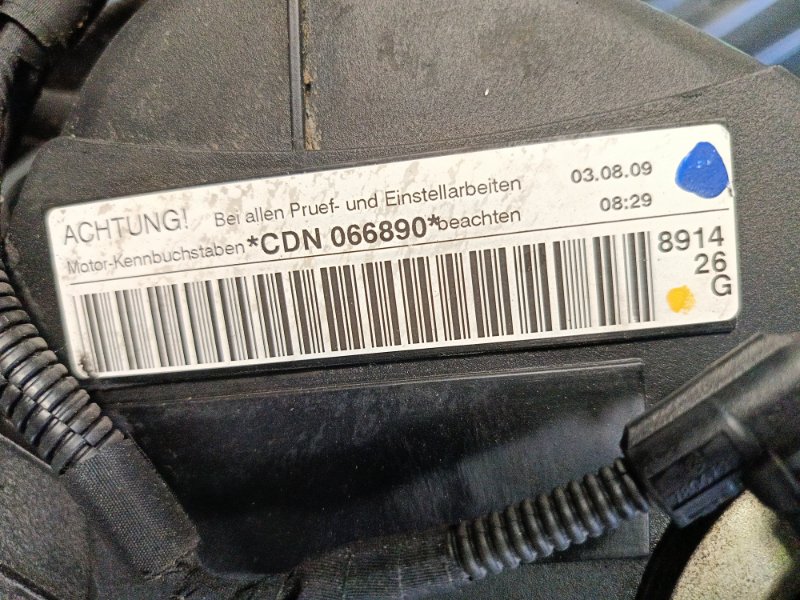 ACHTUNG! Bei allen Pruef- und Einstellarbeiten 03.08.09
Motor-Kennbuchstaben *CDN 066890* beachten 08:29
8914
26
G